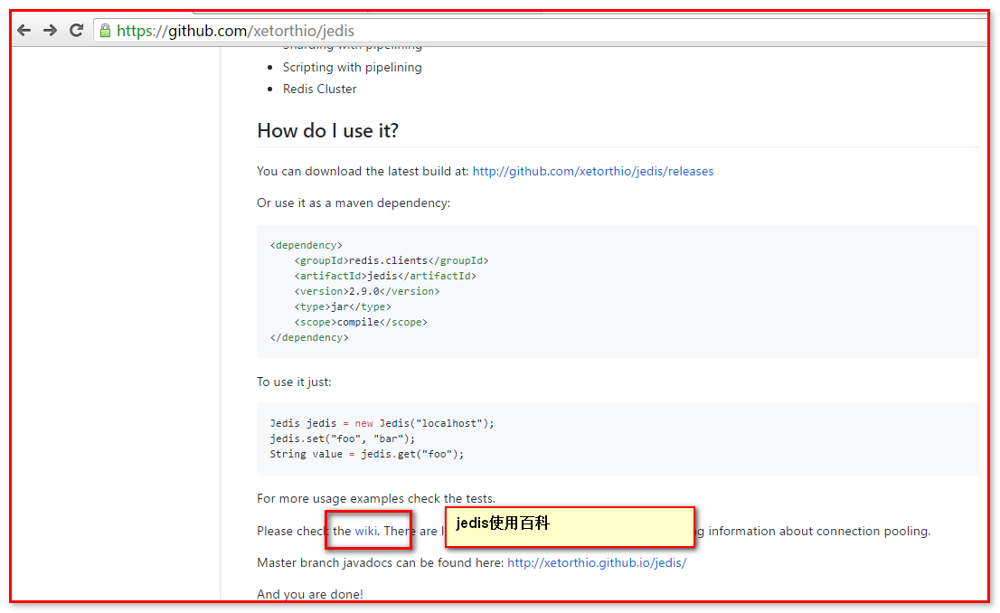 https://github.com/xetorthio/jedis
Sharding with pipelining
Scripting with pipelining
Redis Cluster
How do I use it?
You can download the latest build at: http://github.com/xetorthio/jedis/releases
Or use it as a maven dependency:
<dependency>
<groupId>redis.clients</groupId>
<artifactId>jedis</artifactId>
<version>2.9.0</version>
<type>jar</type>
<scope>compile</scope>
</dependency>
To use it just:
Jedis jedis = new Jedis("localhost");
jedis.set("foo", "bar");
String value = jedis.get("foo");
For more usage examples check the tests.
Please check the wiki. There are
jedis使用百科
information about connection pooling.
Master branch javadocs can be found here: http://xetorthio.github.io/jedis/
And you are done!